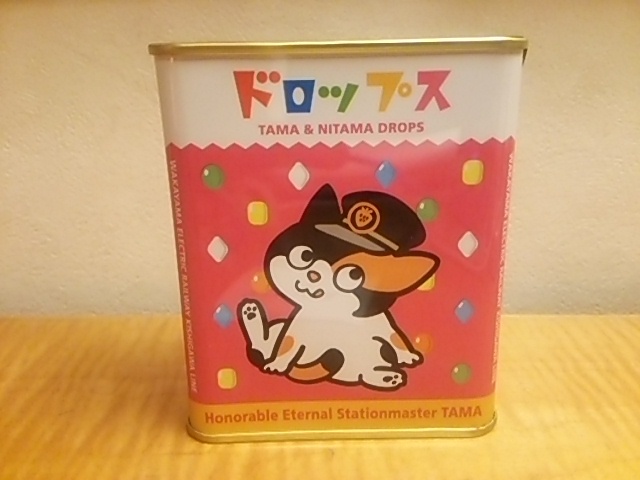 ドロップス
TAMA & NITAMA DROPS
WAKAYAMA ELECTRIC RAILWAY KISHIGAWA LINE
Honorable Eternal Stationmaster TAMA